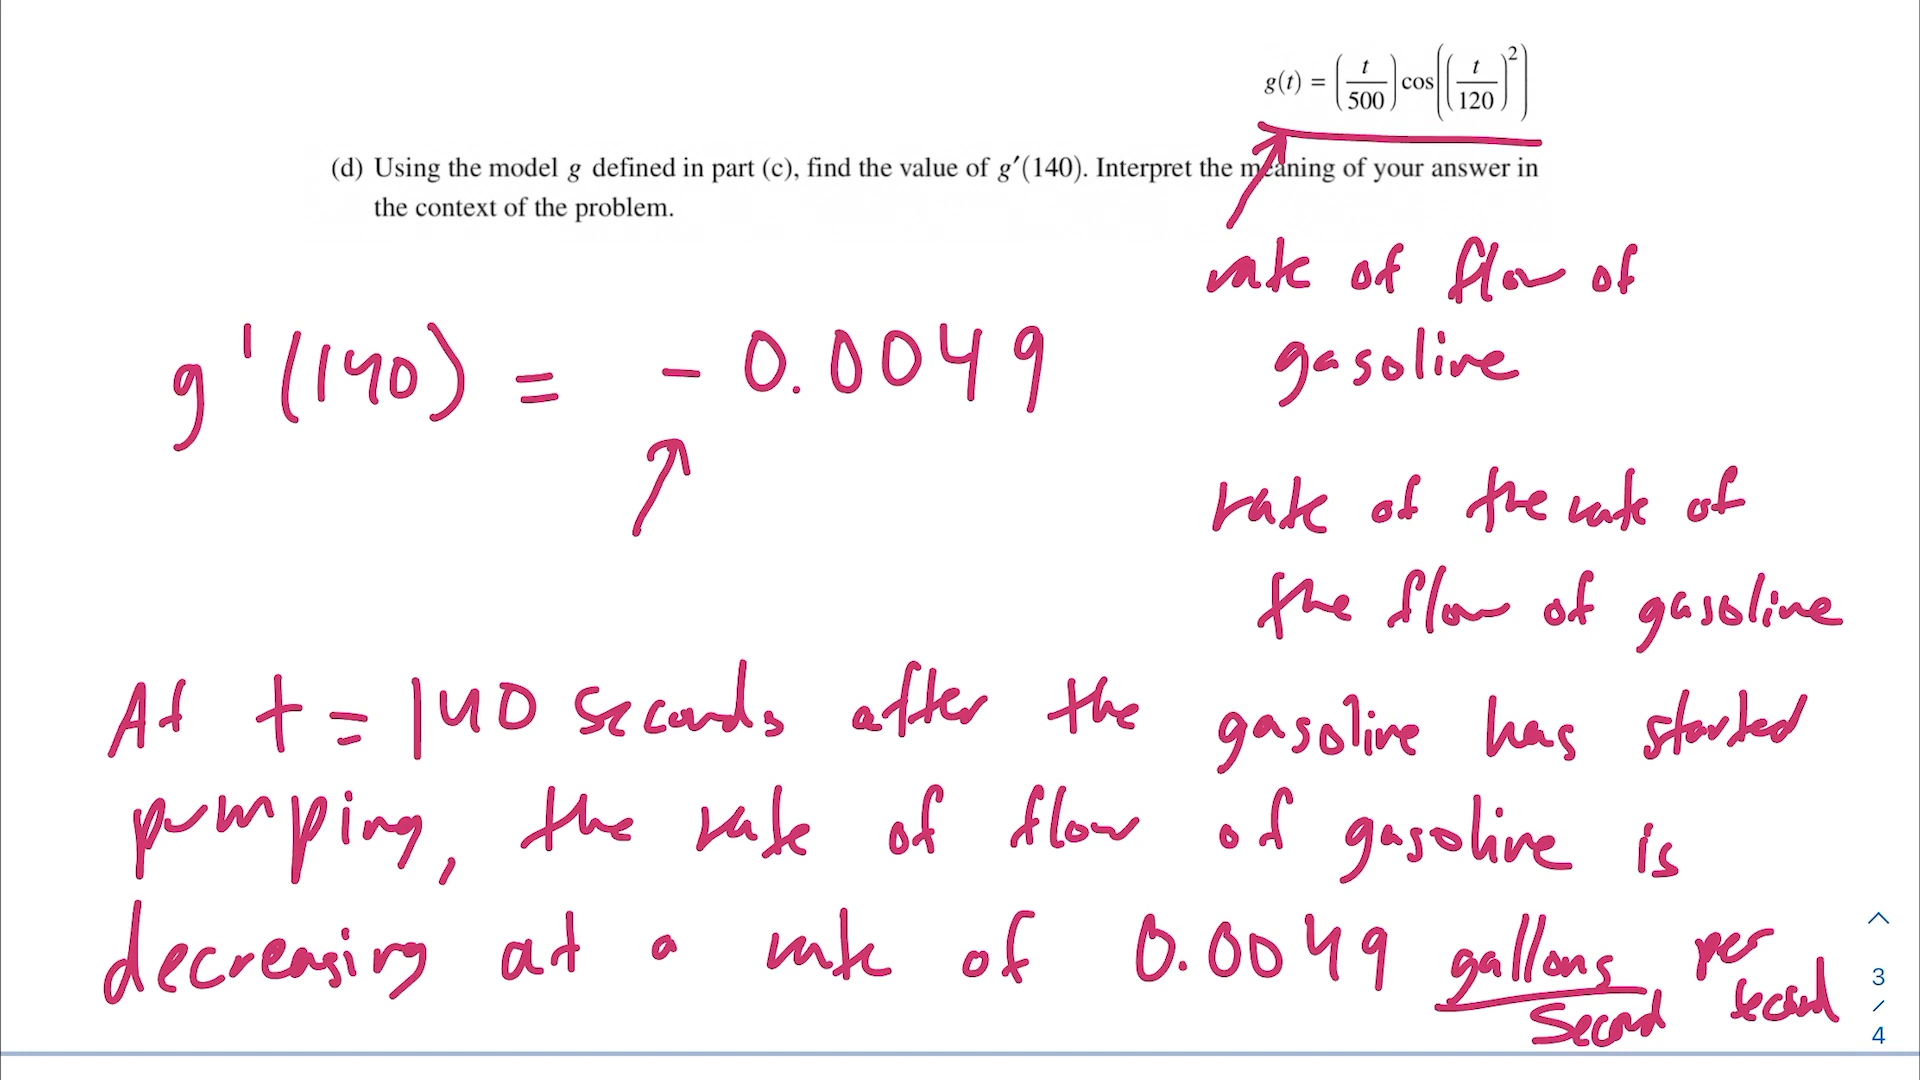 g(t) = (t/500) cos((t/120)²)
(d) Using the model g defined in part (c), find the value of g′(140). Interpret the meaning of your answer in
the context of the problem.
rate of flow of
gasoline
g'(140) = - 0.0049
rate of the rate of
the flow of gasoline
At t = 140 seconds after the gasoline has started
pumping, the rate of flow of gasoline is
decreasing at a rate of 0.0049 gallons/second per second
3
/
4